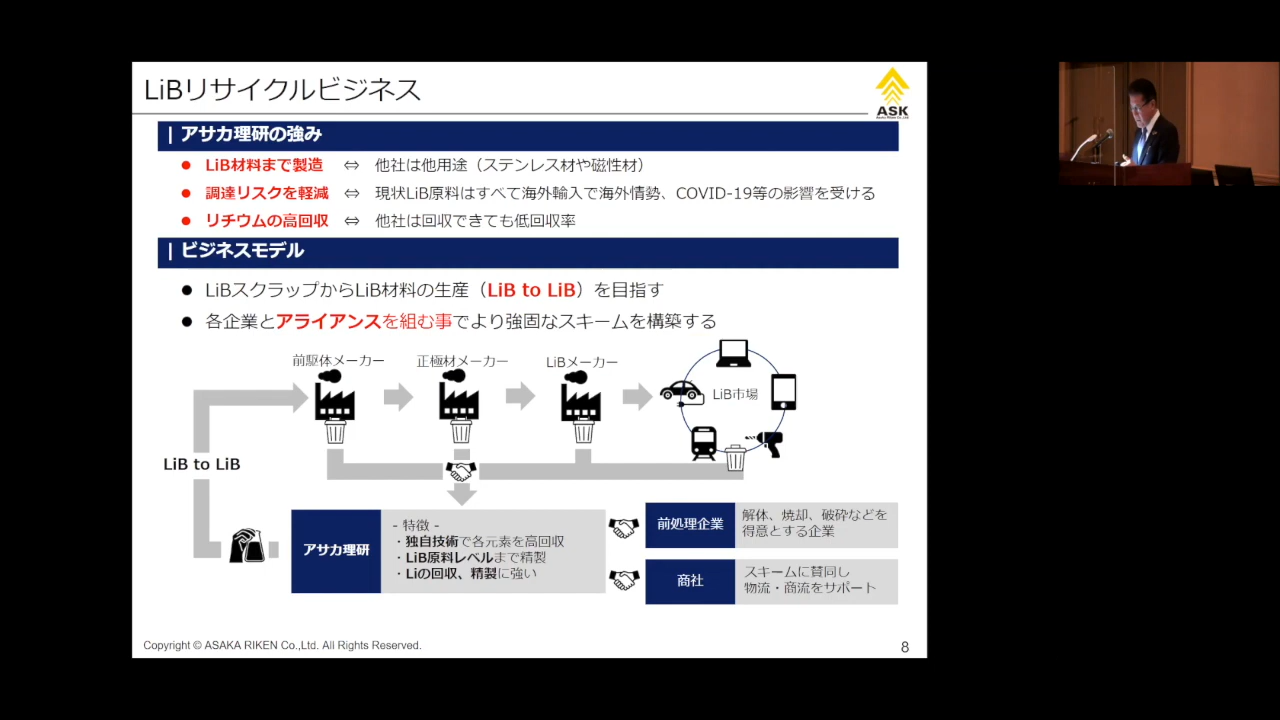 LiBリサイクルビジネス
ASK
Asaka Riken Co.,Ltd.
| アサカ理研の強み
● LiB材料まで製造 ⇔ 他社は他用途（ステンレス材や磁性材）
● 調達リスクを軽減 ⇔ 現状LiB原料はすべて海外輸入で海外情勢、COVID-19等の影響を受ける
● リチウムの高回収 ⇔ 他社は回収できても低回収率
| ビジネスモデル
● LiBスクラップからLiB材料の生産（LiB to LiB）を目指す
● 各企業とアライアンスを組む事でより強固なスキームを構築する
前駆体メーカー
正極材メーカー
LiBメーカー
LiB市場
LiB to LiB
アサカ理研
- 特徴 -
・独自技術で各元素を高回収
・LiB原料レベルまで精製
・Liの回収、精製に強い
前処理企業
解体、焼却、破砕などを
得意とする企業
商社
スキームに賛同し
物流・商流をサポート
Copyright © ASAKA RIKEN Co.,Ltd. All Rights Reserved.
8